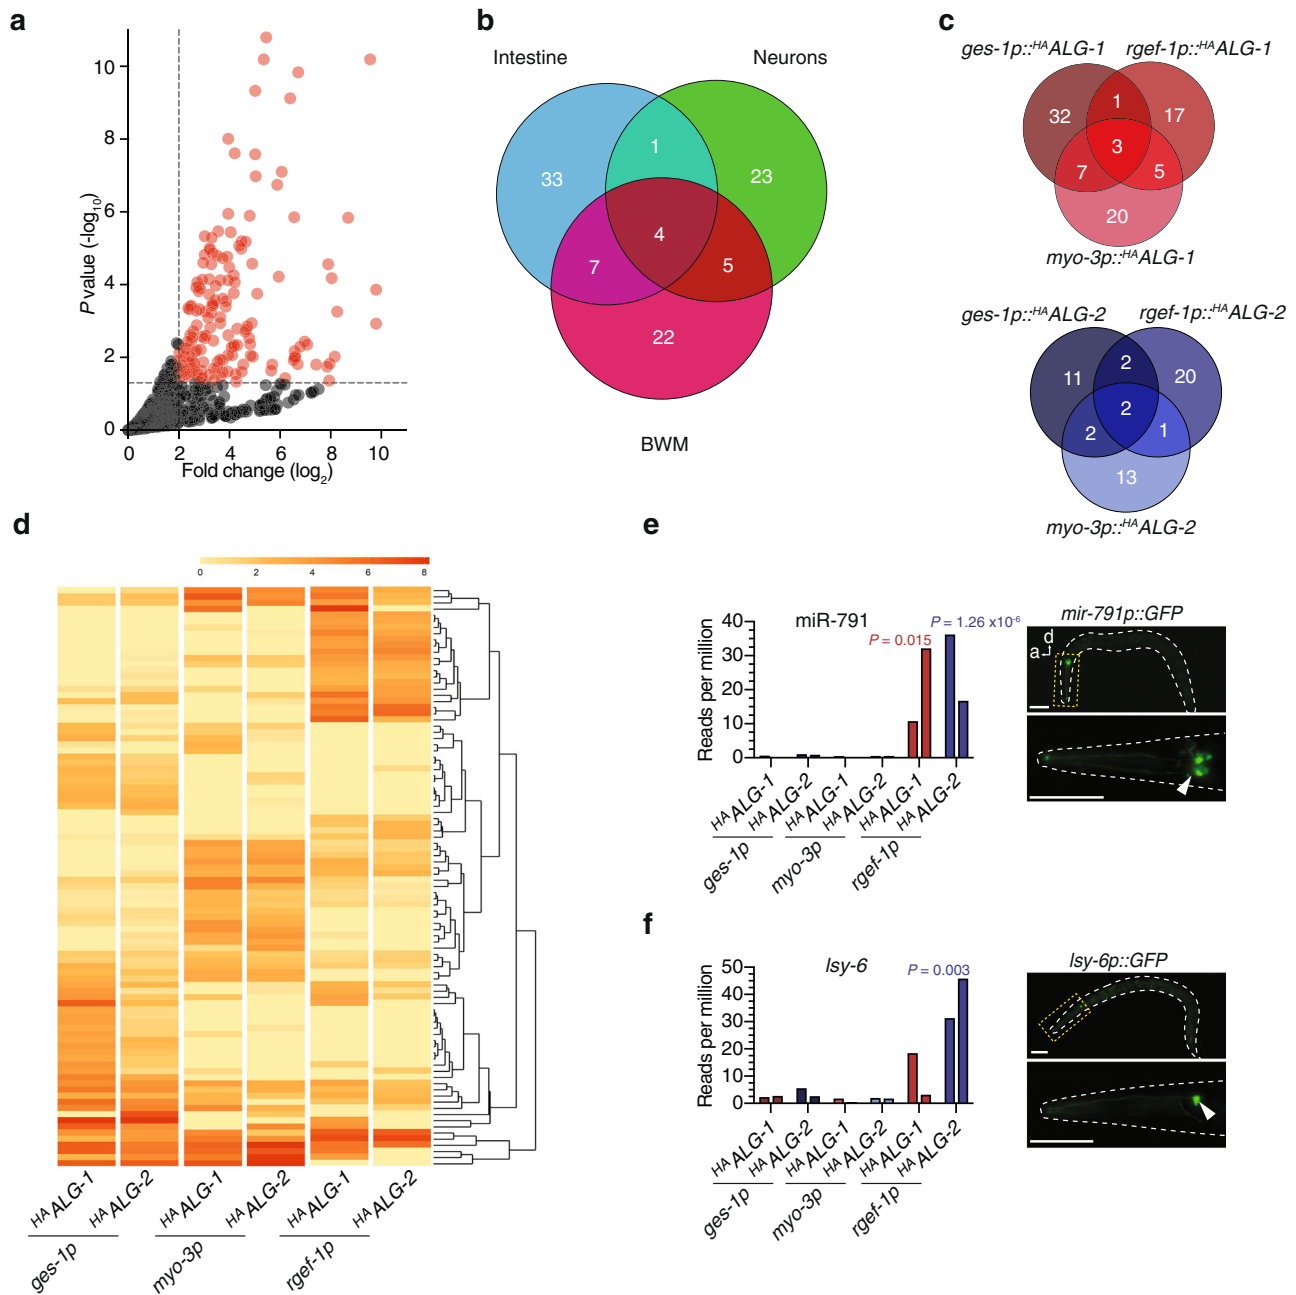 a
10
8
6
4
2
0
P value (-log10)
0
2
4
6
8
10
Fold change (log2)
b
Intestine
Neurons
33
1
23
4
7
5
22
BWM
c
ges-1p::HAALG-1
rgef-1p::HAALG-1
32
1
17
3
7
5
20
myo-3p::HAALG-1
ges-1p::HAALG-2
rgef-1p::HAALG-2
11
2
20
2
2
1
13
myo-3p::HAALG-2
d
0
2
4
6
8
HAALG-1
HAALG-2
HAALG-1
HAALG-2
HAALG-1
HAALG-2
ges-1p
myo-3p
rgef-1p
e
miR-791
P = 1.26 x10-6
P = 0.015
40
30
20
10
0
Reads per million
HAALG-1
HAALG-2
HAALG-1
HAALG-2
HAALG-1
HAALG-2
ges-1p
myo-3p
rgef-1p
mir-791p::GFP
d
a
f
lsy-6
P = 0.003
50
40
30
20
10
0
Reads per million
HAALG-1
HAALG-2
HAALG-1
HAALG-2
HAALG-1
HAALG-2
ges-1p
myo-3p
rgef-1p
lsy-6p::GFP